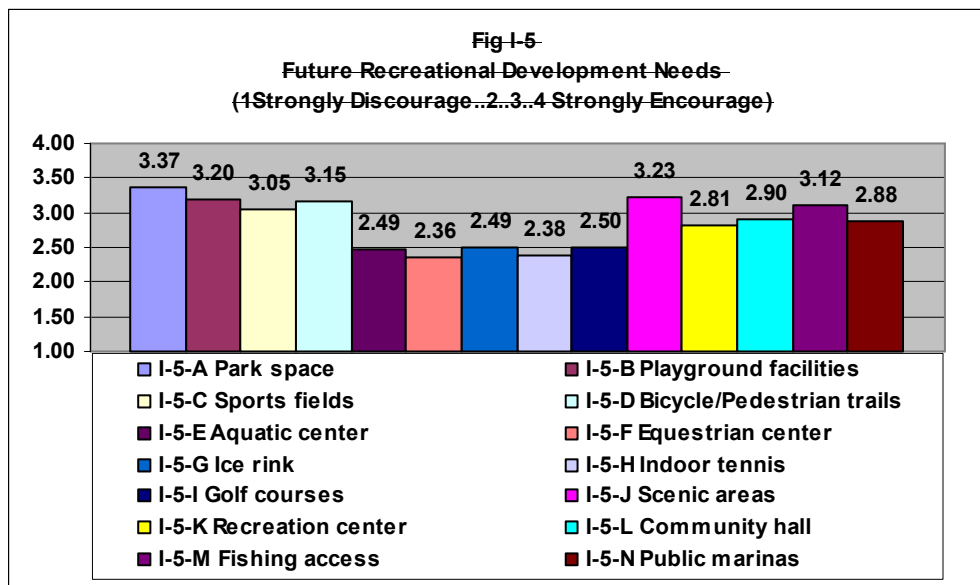 Fig I-5
Future Recreational Development Needs
(1Strongly Discourage..2..3..4 Strongly Encourage)
4.00
3.50
3.00
2.50
2.00
1.50
1.00
3.37
3.20
3.05
3.15
2.49
2.36
2.49
2.38
2.50
3.23
2.81
2.90
3.12
2.88
I-5-A Park space
I-5-B Playground facilities
I-5-C Sports fields
I-5-D Bicycle/Pedestrian trails
I-5-E Aquatic center
I-5-F Equestrian center
I-5-G Ice rink
I-5-H Indoor tennis
I-5-I Golf courses
I-5-J Scenic areas
I-5-K Recreation center
I-5-L Community hall
I-5-M Fishing access
I-5-N Public marinas